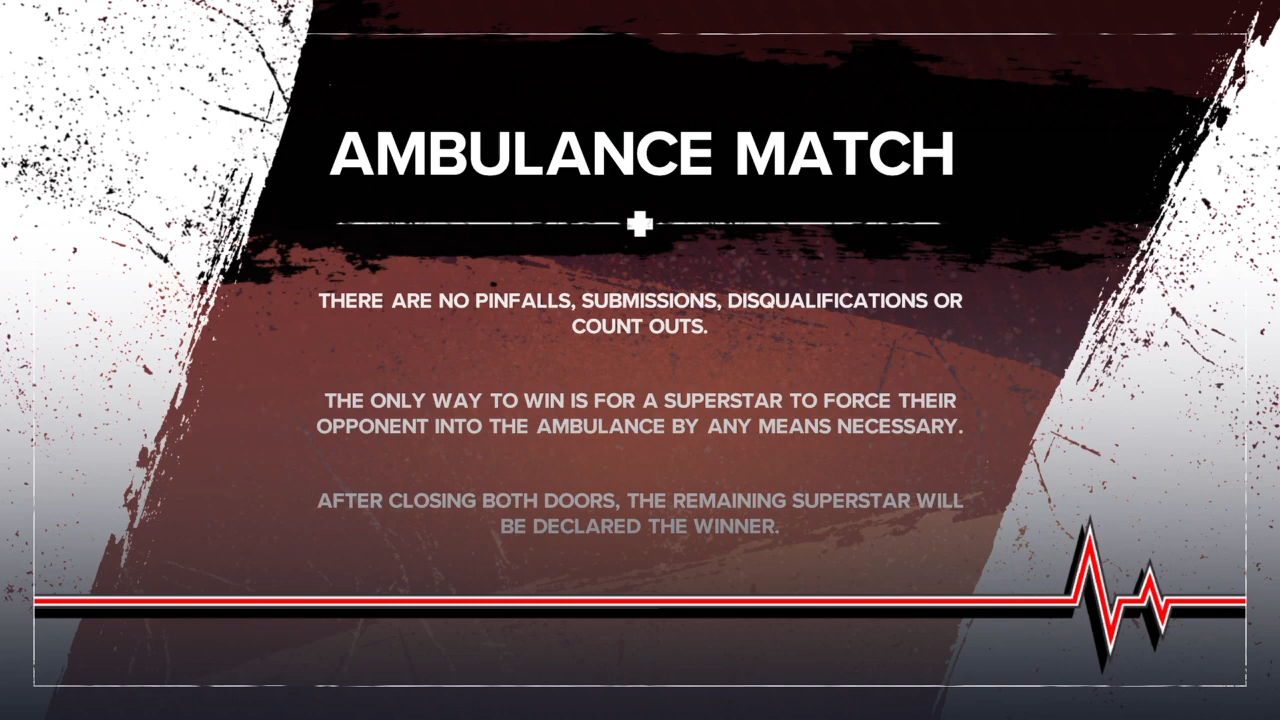 AMBULANCE MATCH
THERE ARE NO PINFALLS, SUBMISSIONS, DISQUALIFICATIONS OR
COUNT OUTS.
THE ONLY WAY TO WIN IS FOR A SUPERSTAR TO FORCE THEIR
OPPONENT INTO THE AMBULANCE BY ANY MEANS NECESSARY.
AFTER CLOSING BOTH DOORS, THE REMAINING SUPERSTAR WILL
BE DECLARED THE WINNER.